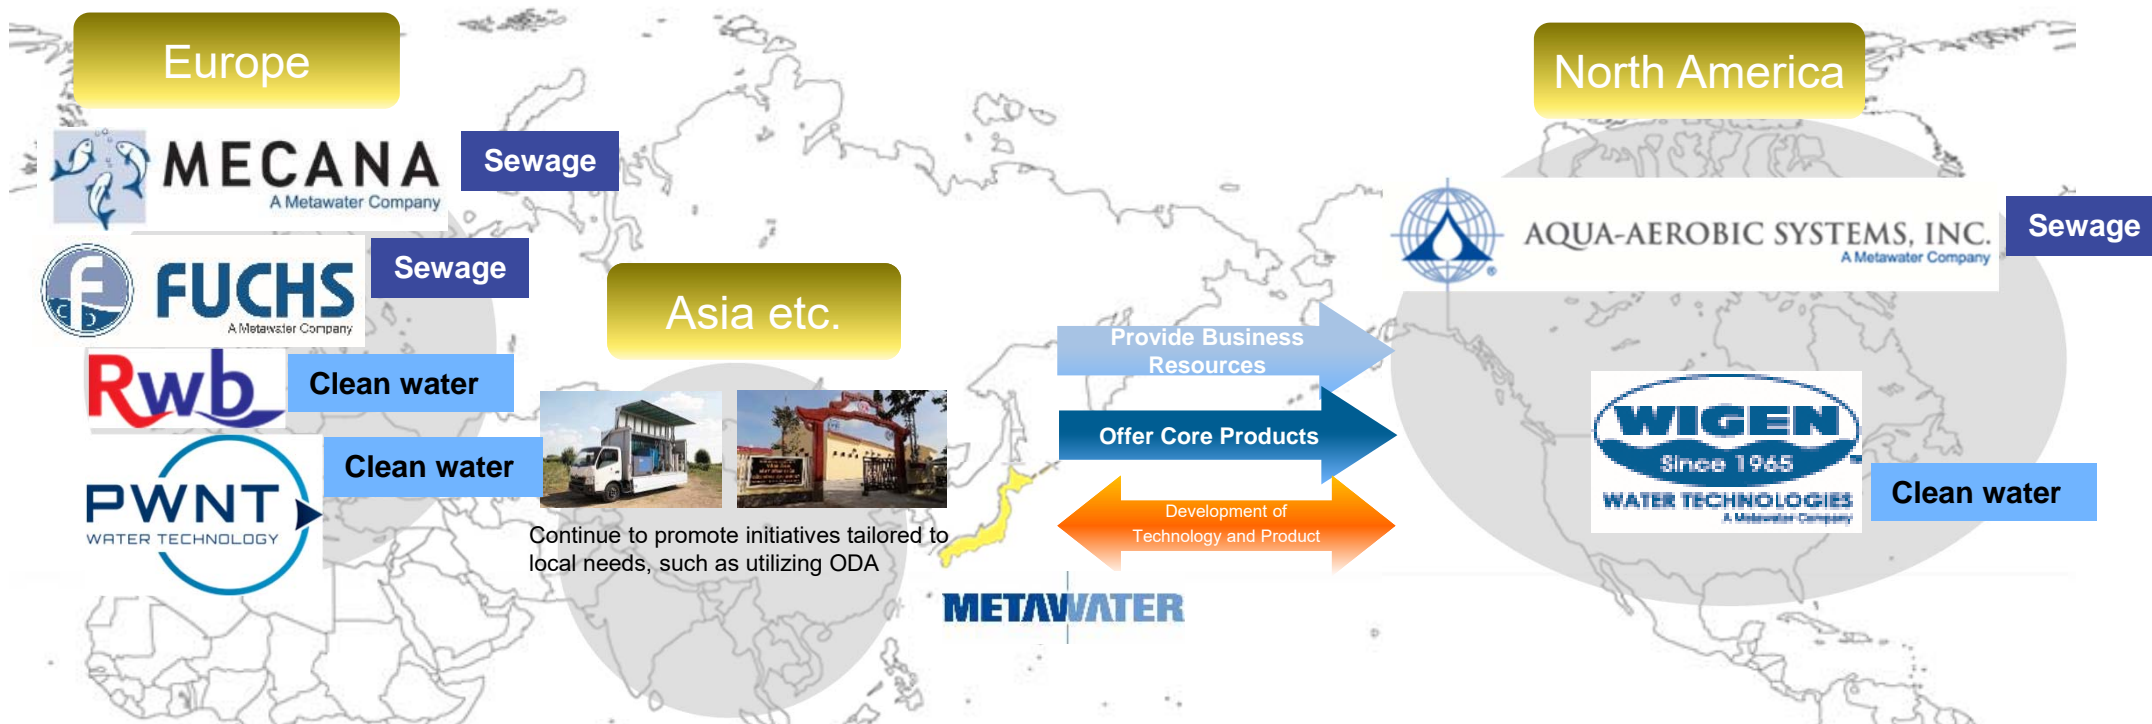 Europe
MECANA
A Metawater Company
Sewage
FUCHS
A Metawater Company
Sewage
Rwb
Clean water
PWNT
WATER TECHNOLOGY
Clean water
Asia etc.
Continue to promote initiatives tailored to
local needs, such as utilizing ODA
METAWATER
Provide Business
Resources
Offer Core Products
Development of
Technology and Product
North America
AQUA-AEROBIC SYSTEMS, INC.
®
A Metawater Company
Sewage
WIGEN
Since 1965
WATER TECHNOLOGIES
A Metawater Company
Clean water